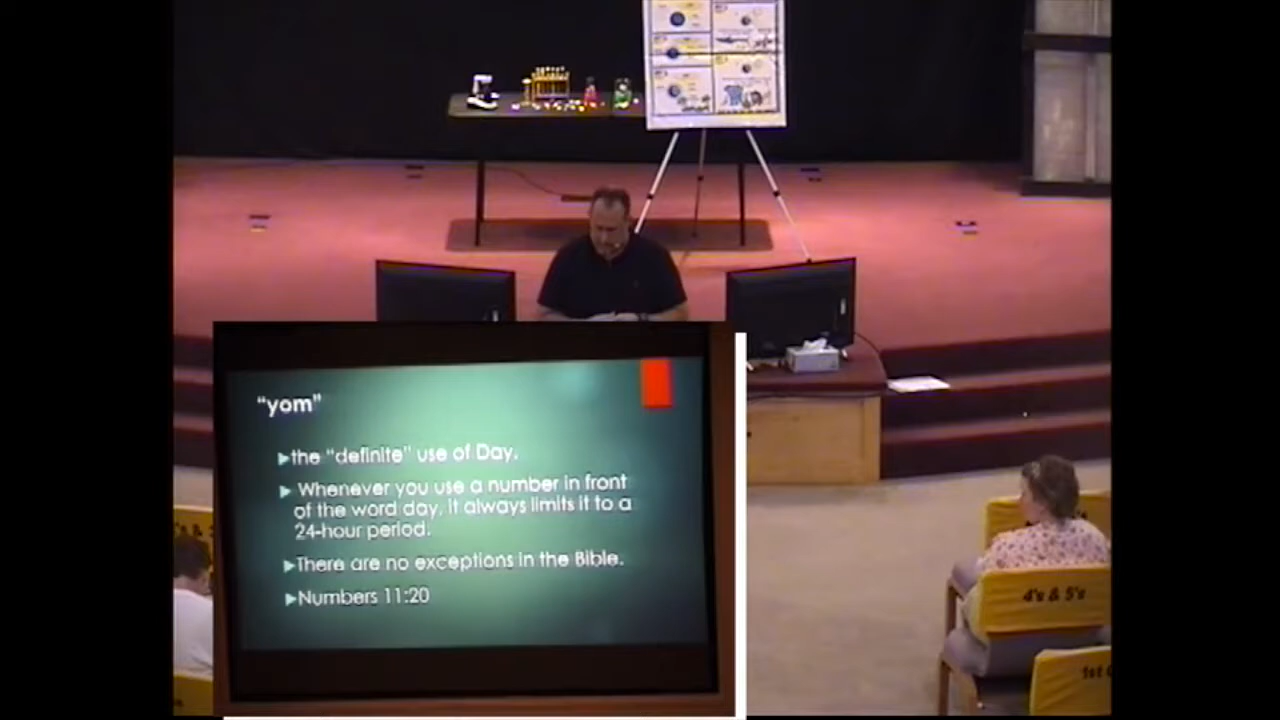 "yom"
the "definite" use of Day.
Whenever you use a number in front
of the word day, it always limits it to a
24-hour period.
There are no exceptions in the Bible.
Numbers 11:20
4's & 5's
1st